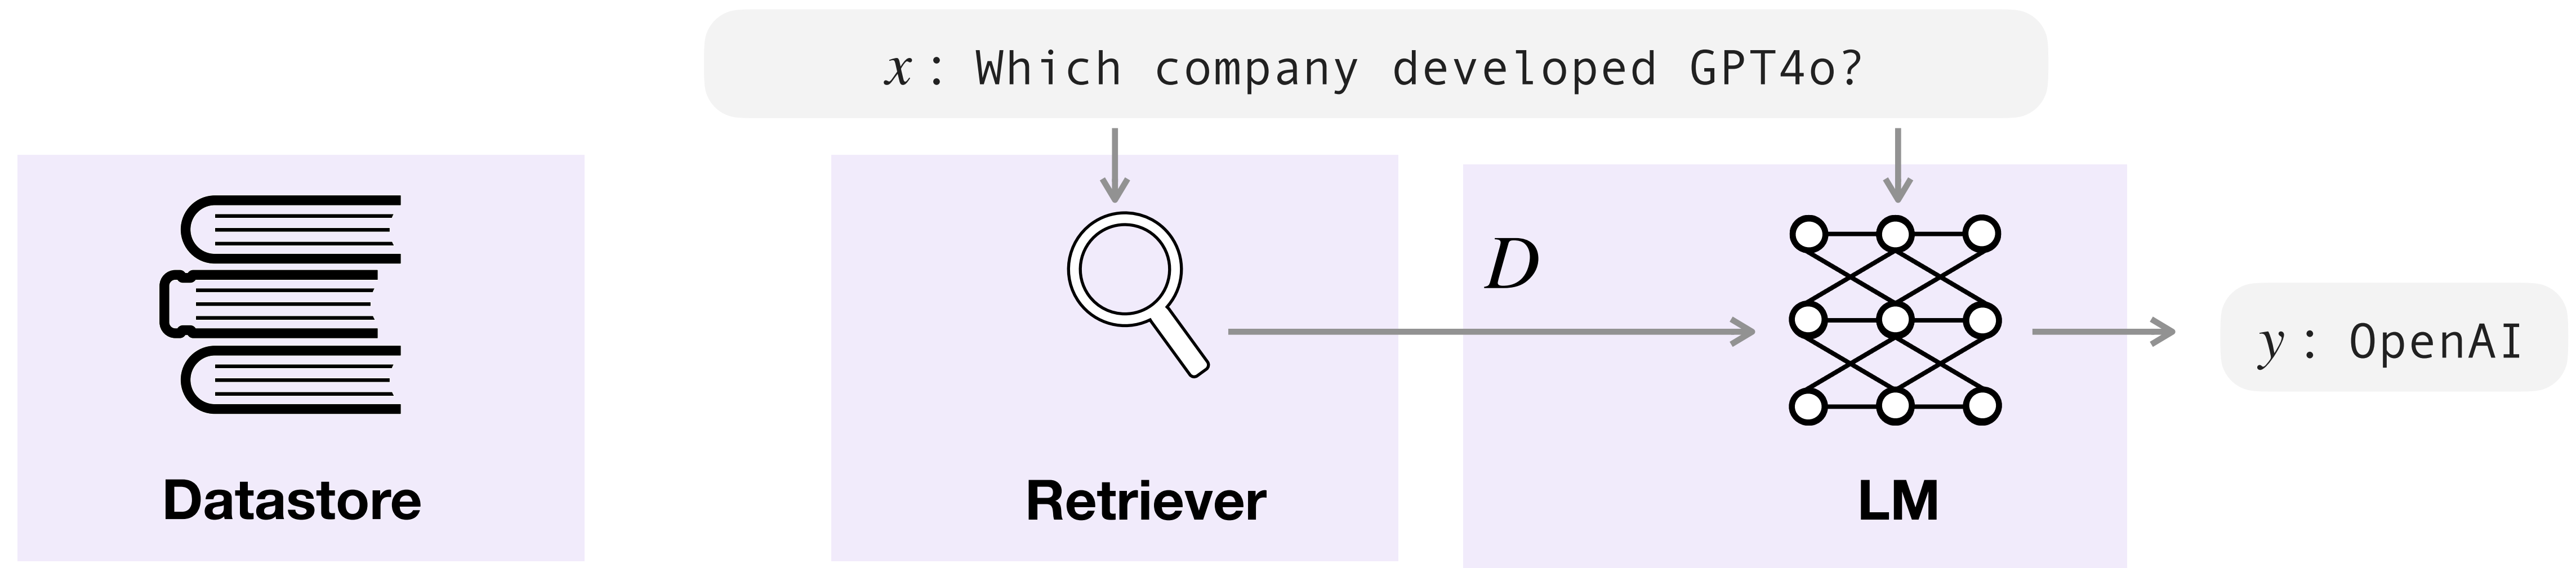 x : Which company developed GPT4o?
D
y : OpenAI
Datastore
Retriever
LM